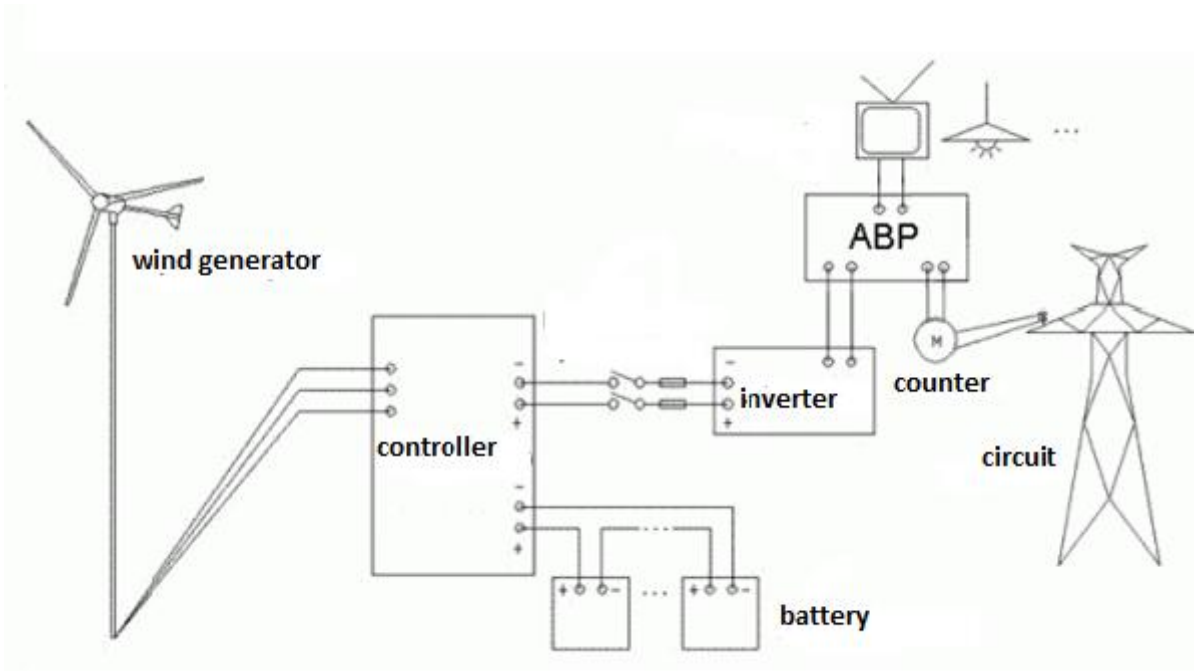 ABP
wind generator
M
counter
inverter
controller
circuit
battery
- +
- +
- +
+ - ... + -
...